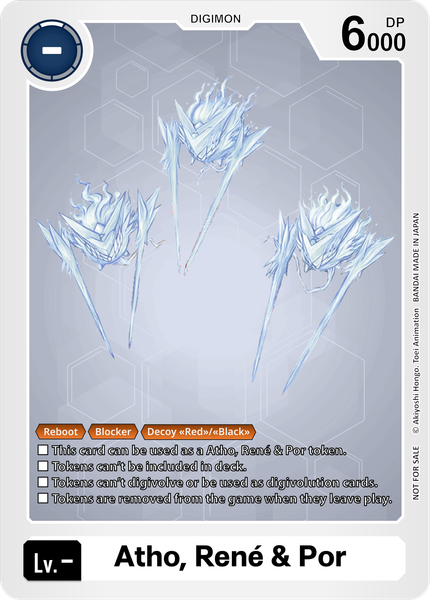 DIGIMON
-
DP
6000
Reboot Blocker Decoy «Red»/«Black»
This card can be used as a Atho, René & Por token.
Tokens can't be included in deck.
Tokens can't digivolve or be used as digivolution cards.
Tokens are removed from the game when they leave play.
NOT FOR SALE © Akiyoshi Hongo. Toei Animation BANDAI MADE IN JAPAN
Lv.-
Atho, René & Por